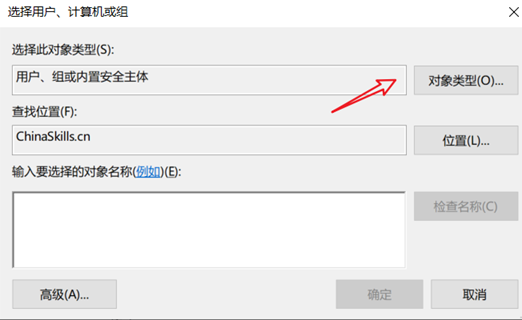 选择用户、计算机或组
选择此对象类型(S):
用户、组或内置安全主体
对象类型(O)...
查找位置(F):
ChinaSkills.cn
位置(L)...
输入要选择的对象名称(例如)(E):
检查名称(C)
高级(A)...
确定
取消